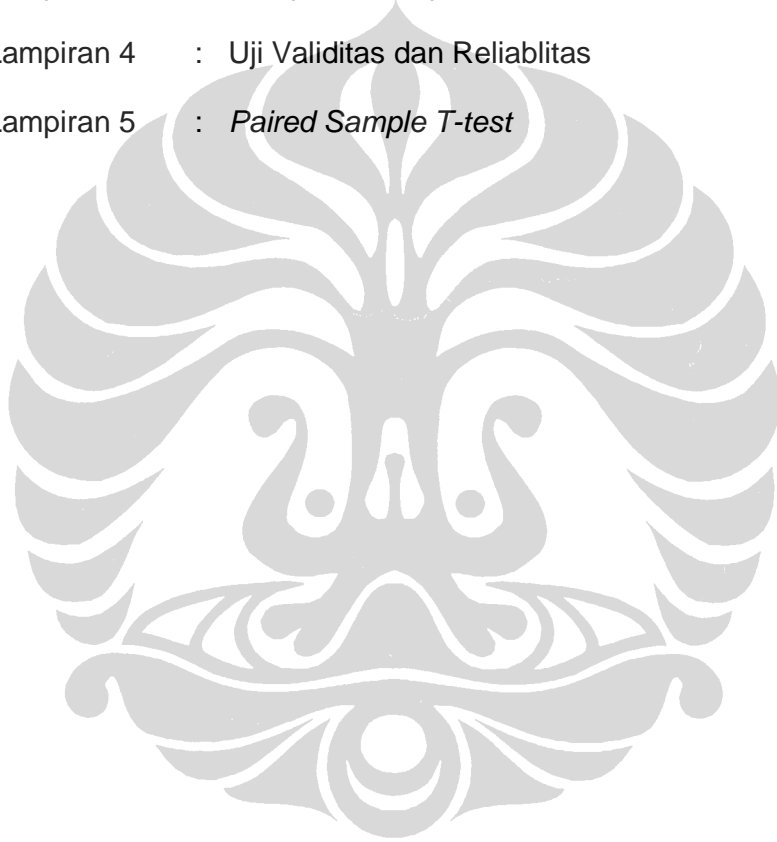 ampiran 4 : Uji Validitas dan Reliablitas
ampiran 5 : Paired Sample T-test